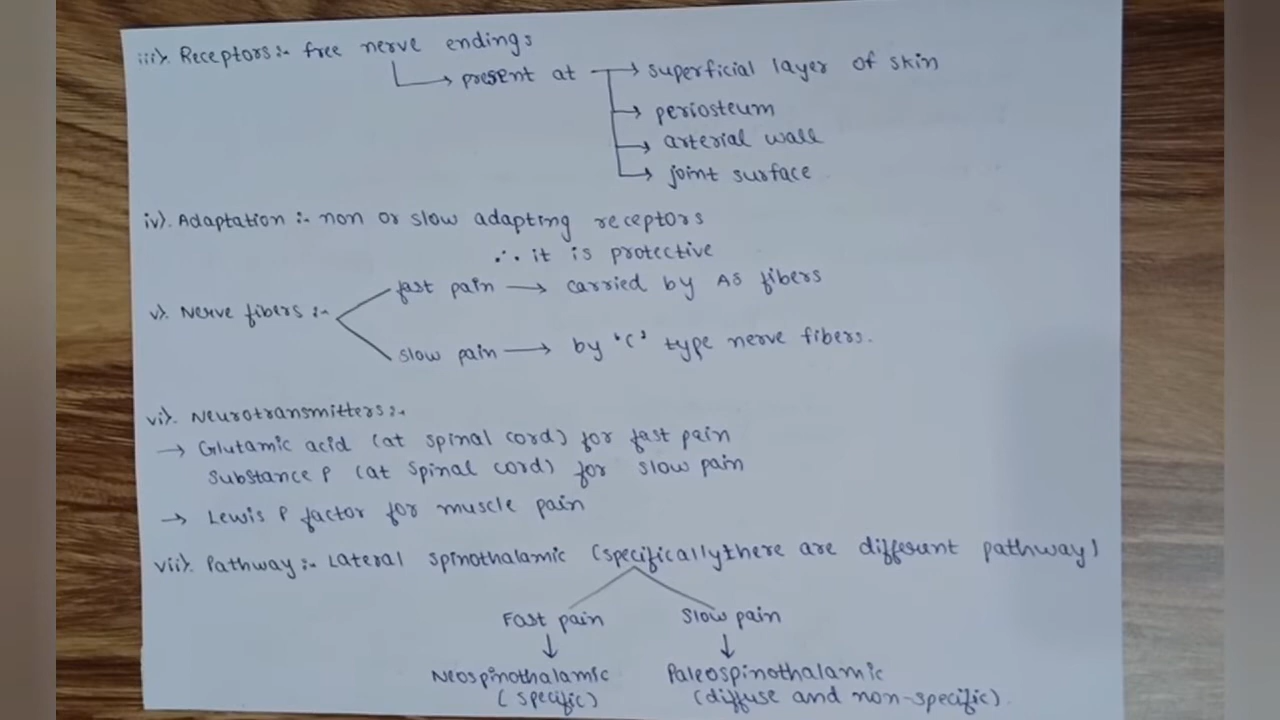 iii). Receptors:- free nerve endings
present at → superficial layer of skin
→ periosteum
→ arterial wall
→ joint surface
iv). Adaptation :- non or slow adapting receptors
∴ it is protective
v). Nerve fibers :-
fast pain → carried by Aδ fibers
slow pain → by 'C' type nerve fibers.
vi). Neurotransmitters:-
→ Glutamic acid (at spinal cord) for fast pain
Substance P (at spinal cord) for slow pain
→ Lewis P factor for muscle pain
vii). Pathway:- Lateral spinothalamic (specifically there are different pathway)
Fast pain Slow pain
↓ ↓
Neospinothalamic Paleospinothalamic
(specific) (diffuse and non-specific).